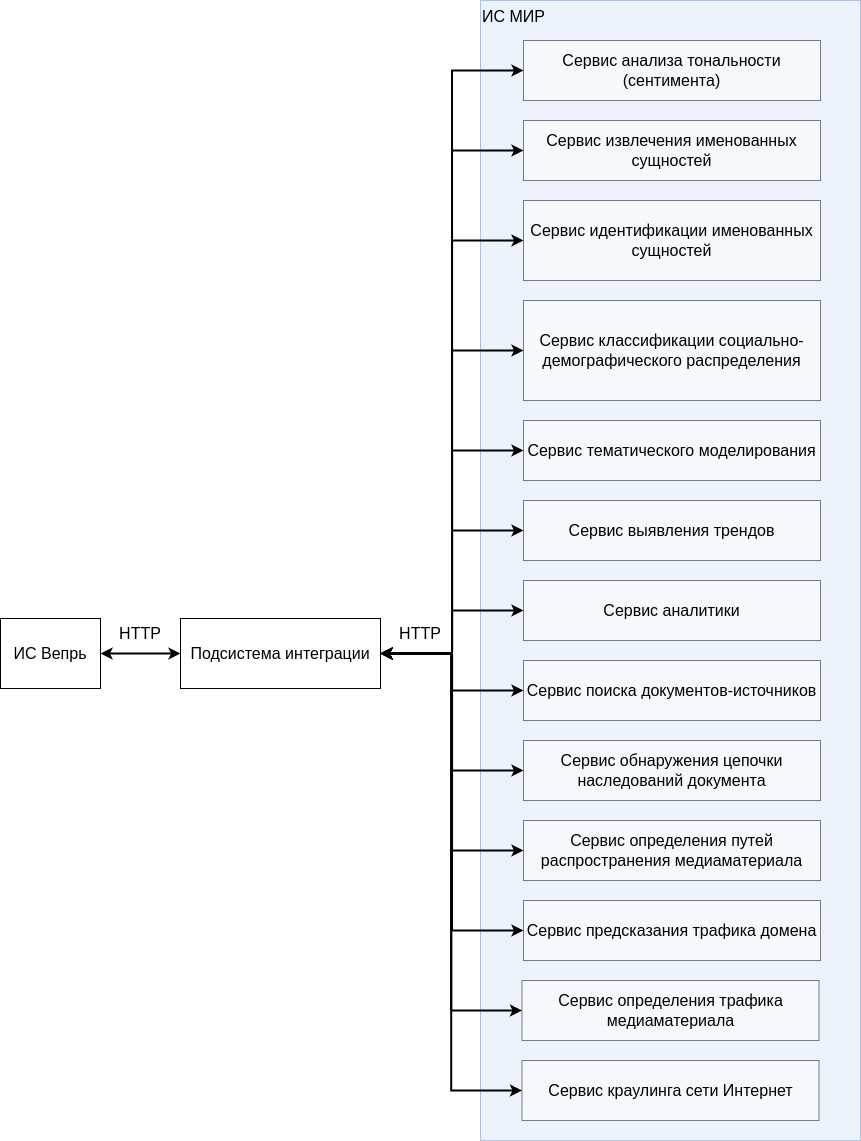 ИС МИР
Сервис анализа тональности
(сентимента)
Сервис извлечения именованных
сущностей
Сервис идентификации именованных
сущностей
Сервис классификации социально-
демографического распределения
Сервис тематического моделирования
Сервис выявления трендов
Сервис аналитики
HTTP
HTTP
ИС Вепрь
Подсистема интеграции
Сервис поиска документов-источников
Сервис обнаружения цепочки
наследований документа
Сервис определения путей
распространения медиаматериала
Сервис предсказания трафика домена
Сервис определения трафика
медиаматериала
Сервис краулинга сети Интернет